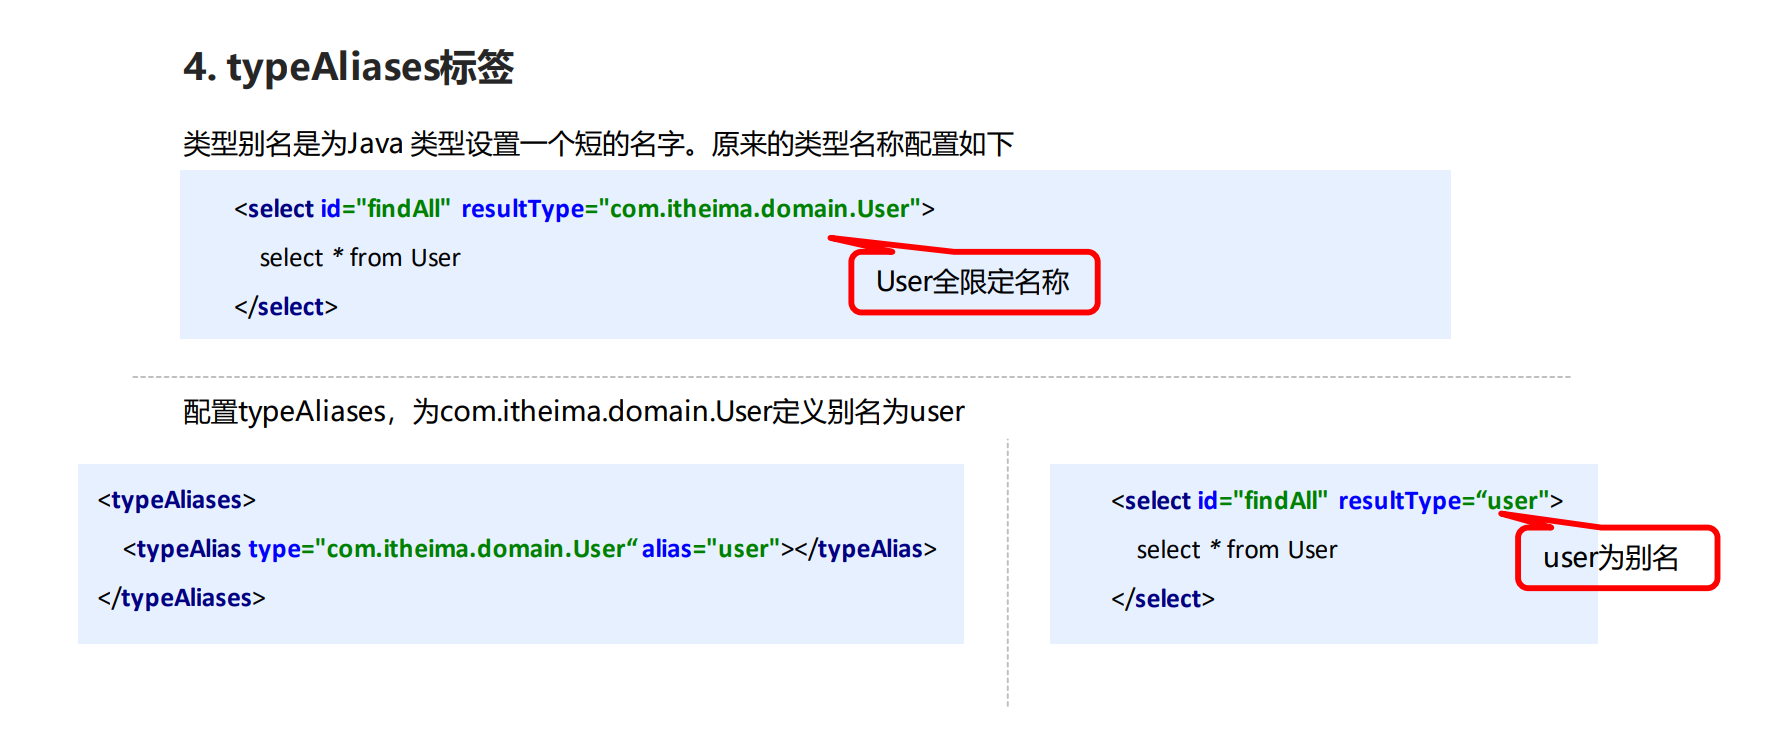 4. typeAliases标签
类型别名是为Java 类型设置一个短的名字。原来的类型名称配置如下
<select id="findAll" resultType="com.itheima.domain.User">
select * from User
</select>
User全限定名称
配置typeAliases，为com.itheima.domain.User定义别名为user
<typeAliases>
<typeAlias type="com.itheima.domain.User“ alias="user"></typeAlias>
</typeAliases>
<select id="findAll" resultType=“user">
select * from User
</select>
user为别名